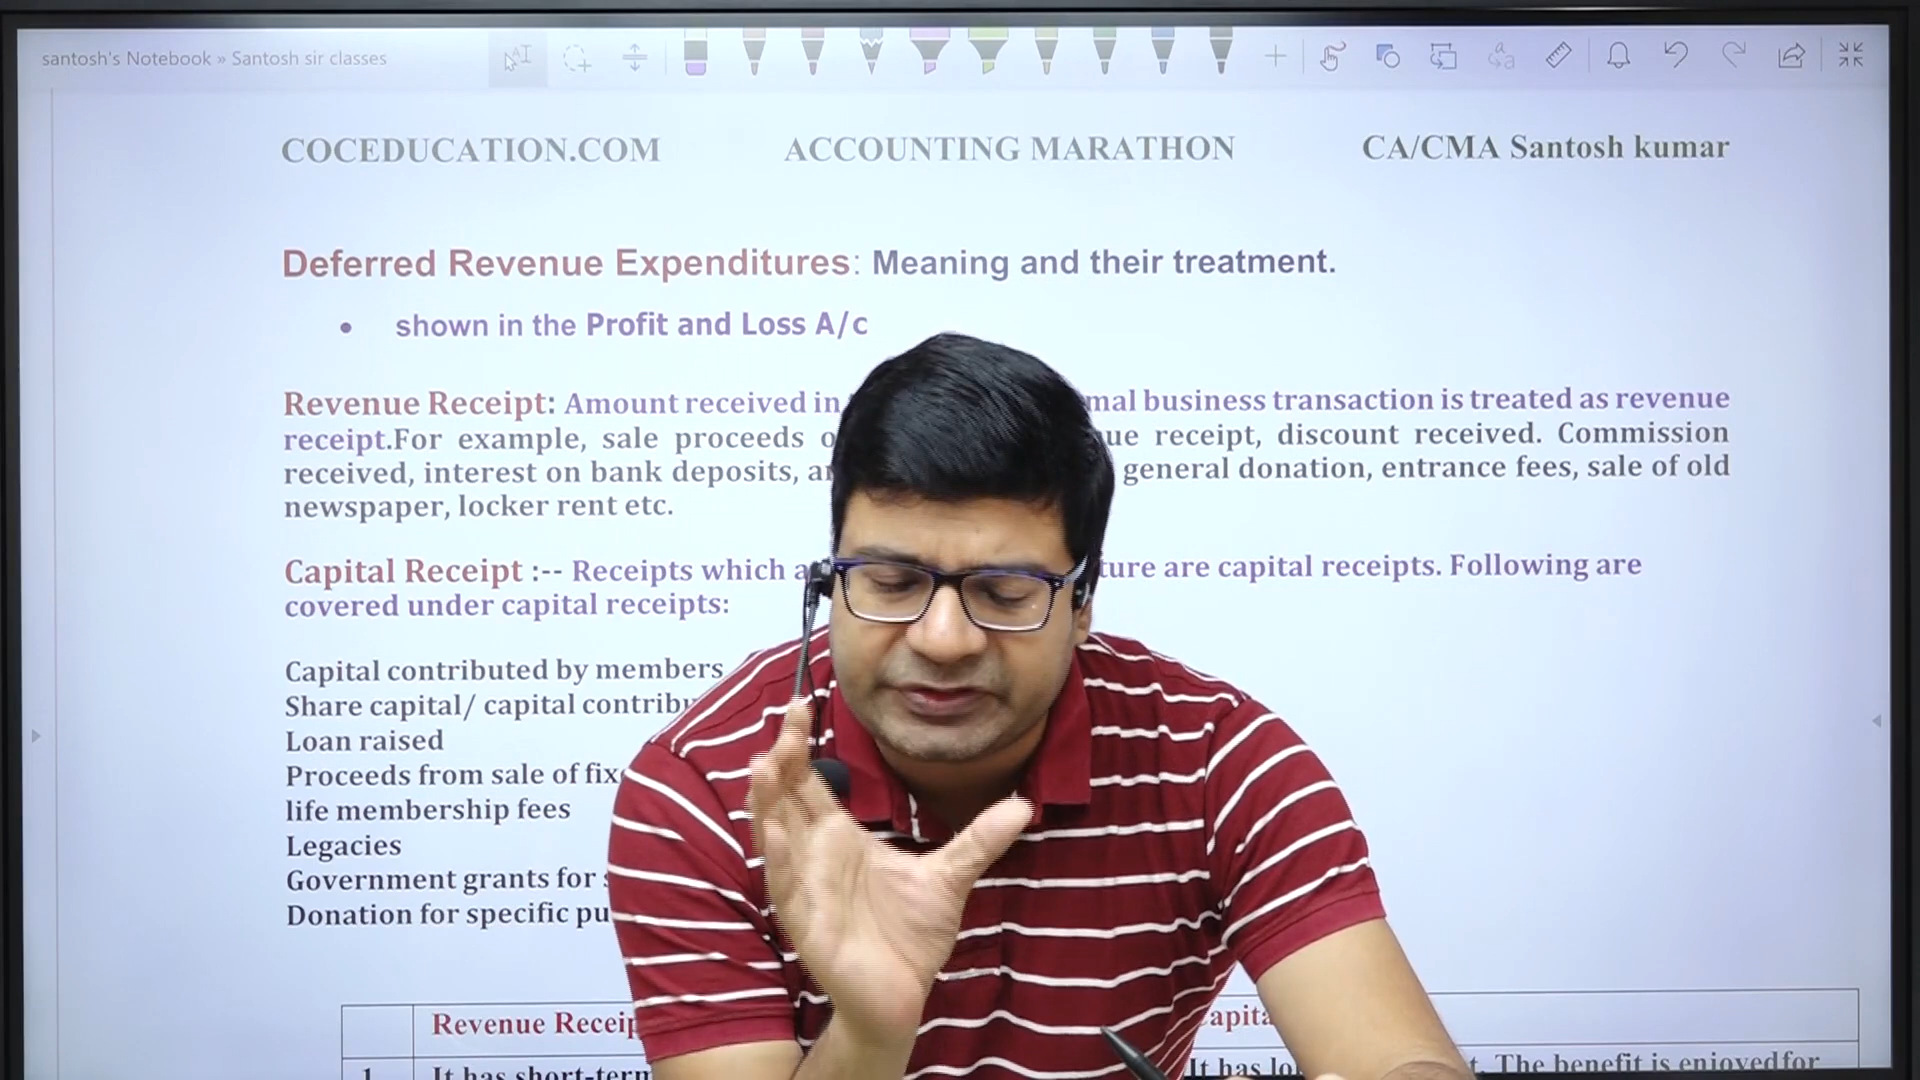 santosh's Notebook » Santosh sir classes
COCEDUCATION.COM ACCOUNTING MARATHON CA/CMA Santosh kumar
Deferred Revenue Expenditures: Meaning and their treatment.
• shown in the Profit and Loss A/c
Revenue Receipt: Amount received in mal business transaction is treated as revenue
receipt.For example, sale proceeds ue receipt, discount received. Commission
received, interest on bank deposits, general donation, entrance fees, sale of old
newspaper, locker rent etc.
Capital Receipt :-- Receipts which ture are capital receipts. Following are
covered under capital receipts:
Capital contributed by members
Share capital/ capital contrib
Loan raised
Proceeds from sale of fix
life membership fees
Legacies
Government grants for
Donation for specific pu
Revenue Receip apita
1 It has short-term It has lo . The benefit is enjoyed for